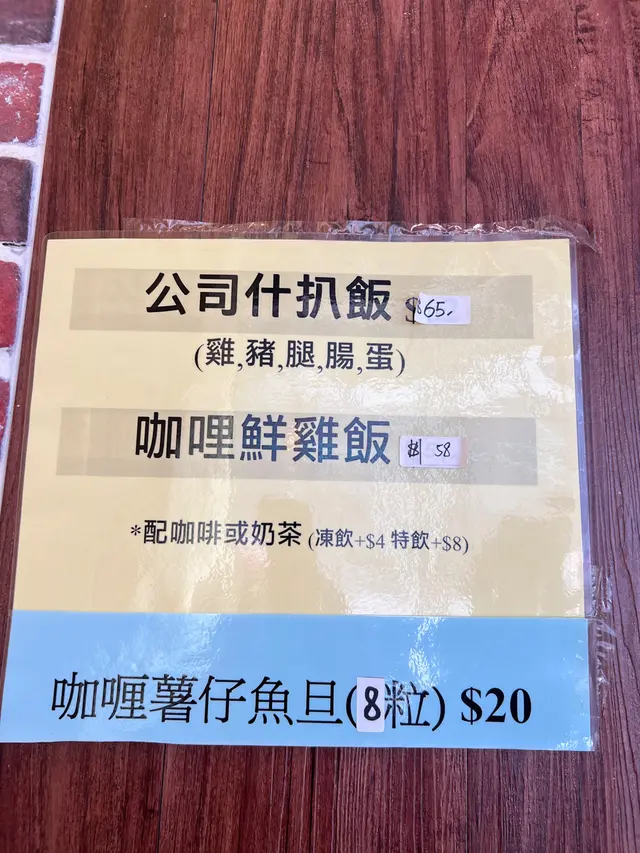 公司什扒飯 $65.
(雞,豬,腿,腸,蛋)
咖哩鮮雞飯 $58
*配咖啡或奶茶 (凍飲+$4 特飲+$8)
咖喱薯仔魚旦(8粒) $20